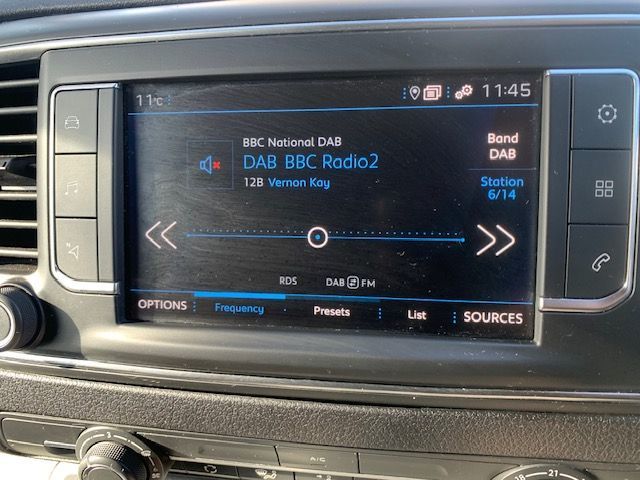 11°C 11:45
BBC National DAB
DAB BBC Radio2
12B Vernon Kay
Band
DAB
Station
6/14
RDS DAB FM
OPTIONS Frequency Presets List SOURCES
A/C